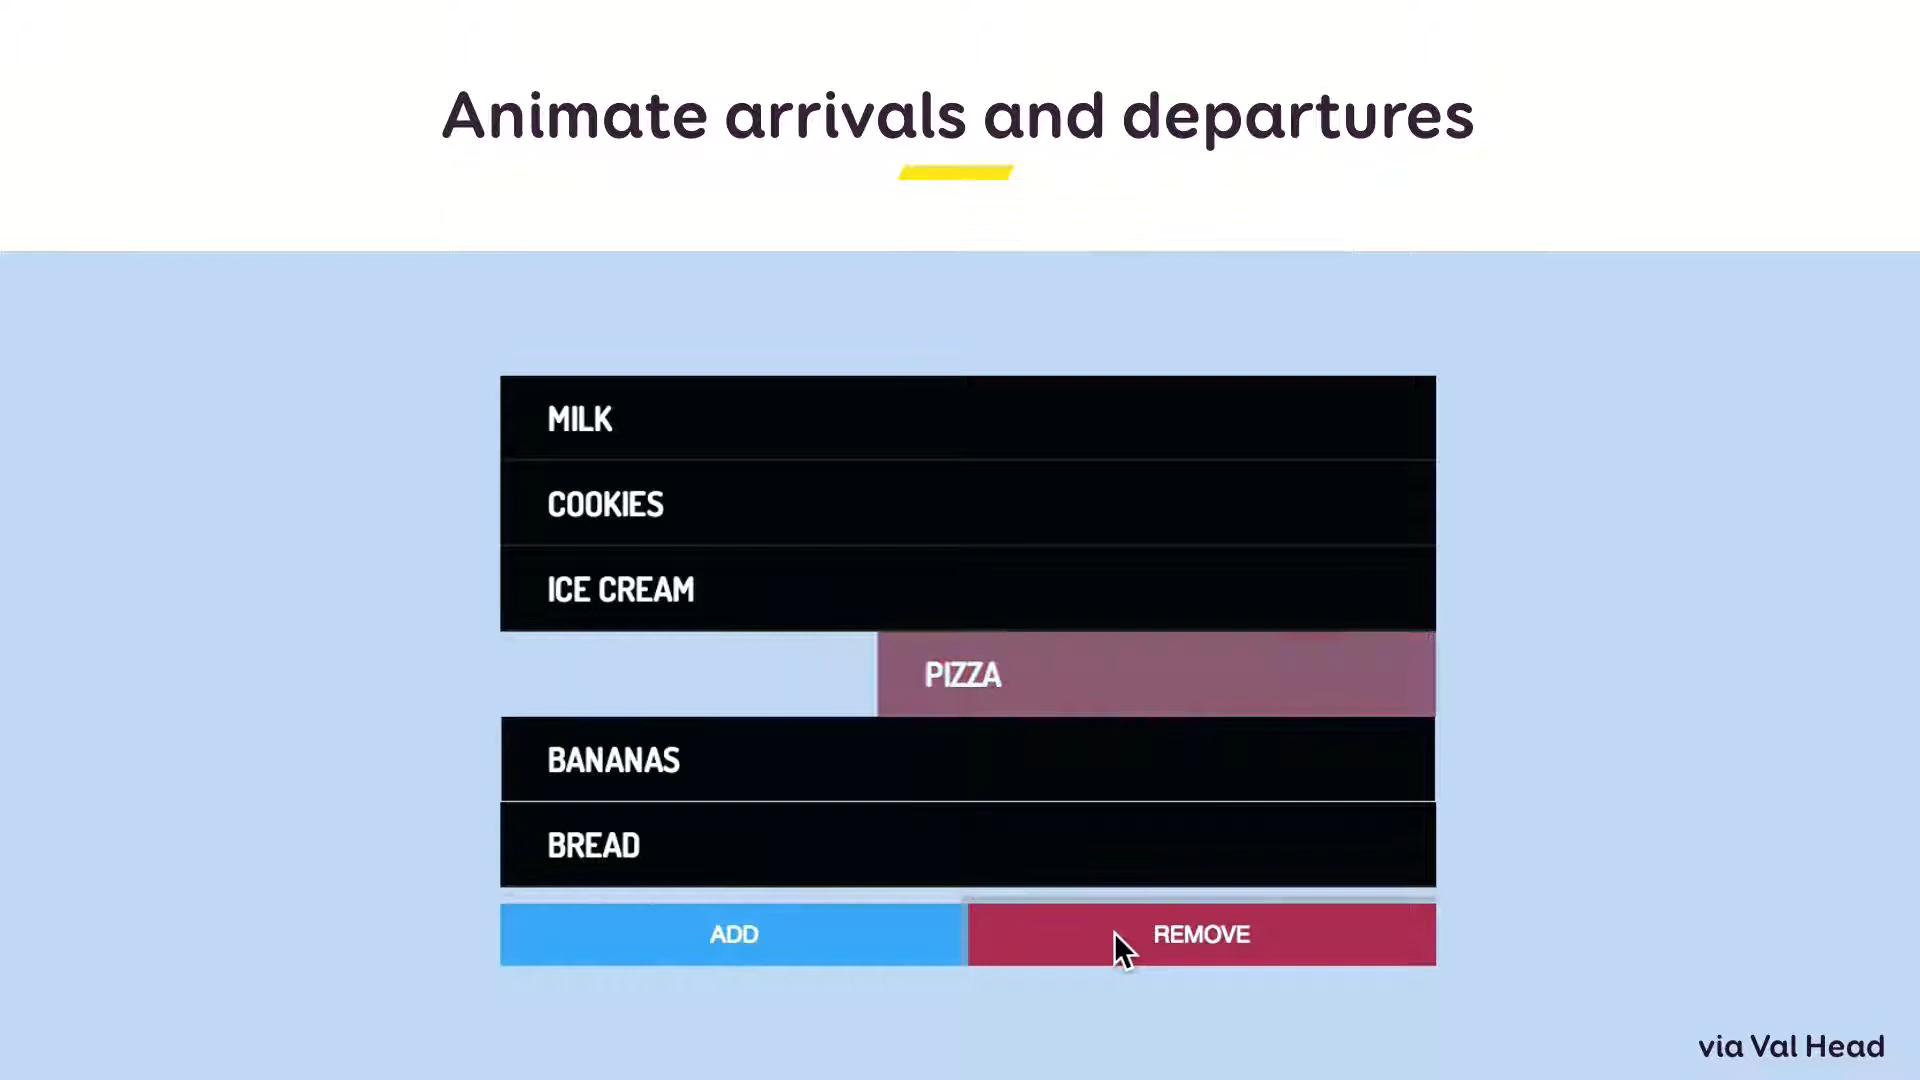 Animate arrivals and departures
MILK
COOKIES
ICE CREAM
PIZZA
BANANAS
BREAD
ADD
REMOVE
via Val Head